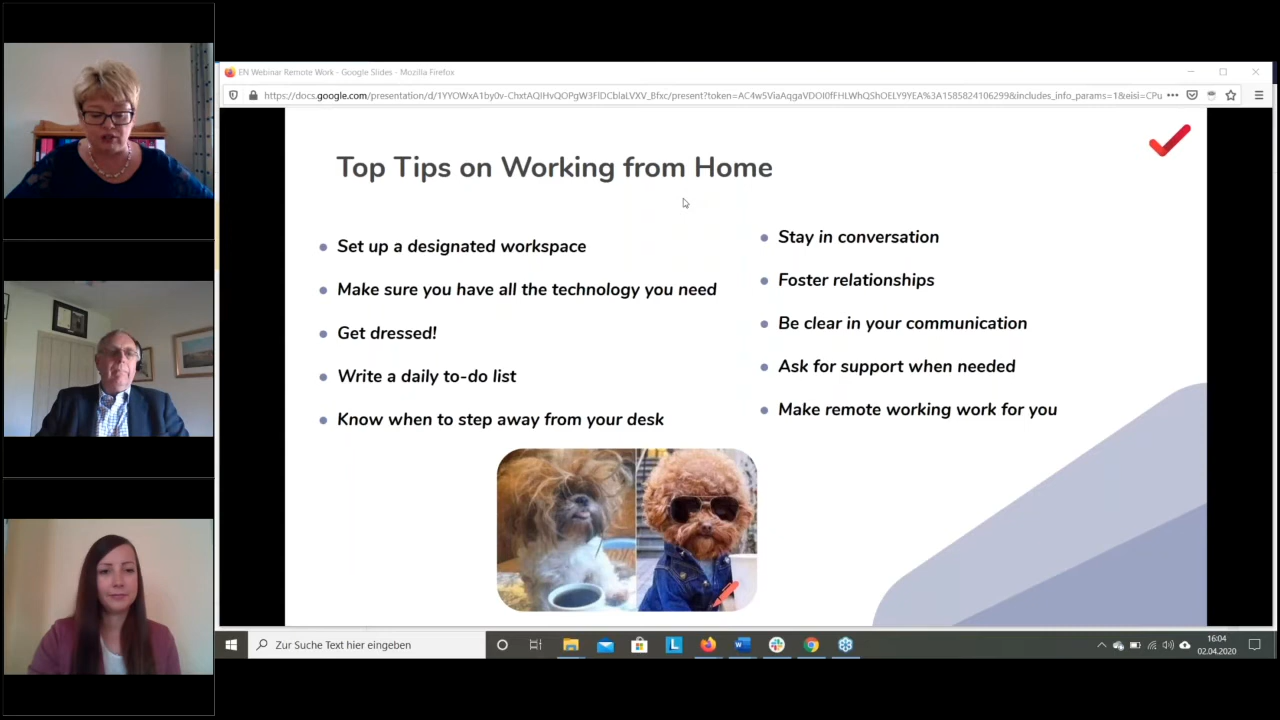 EN Webinar Remote Work - Google Slides - Mozilla Firefox
Top Tips on Working from Home
Set up a designated workspace
Make sure you have all the technology you need
Get dressed!
Write a daily to-do list
Know when to step away from your desk
Stay in conversation
Foster relationships
Be clear in your communication
Ask for support when needed
Make remote working work for you
Zur Suche Text hier eingeben
16:04
02.04.2020